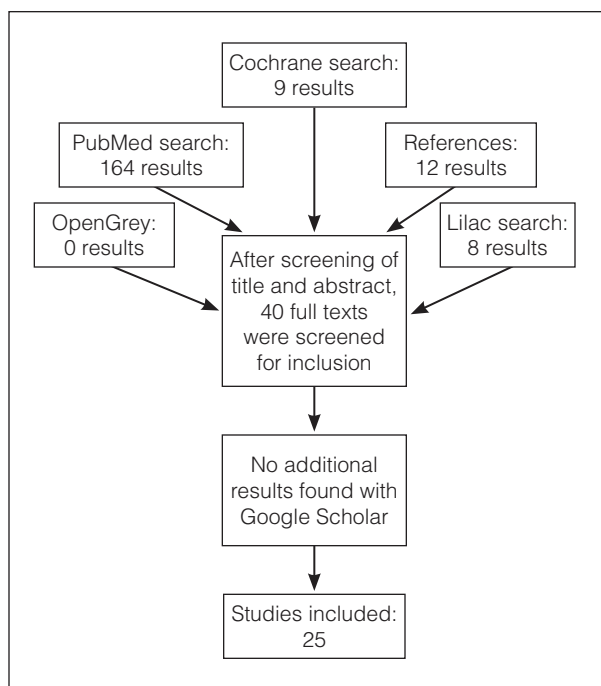 Cochrane search:
9 results
PubMed search:
164 results
References:
12 results
OpenGrey:
0 results
Lilac search:
8 results
After screening of
title and abstract,
40 full texts
were screened
for inclusion
No additional
results found with
Google Scholar
Studies included:
25